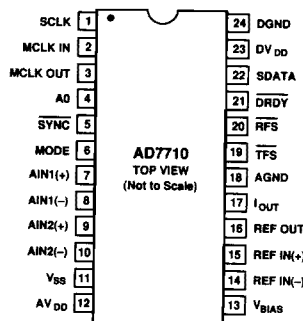 SCLK 1
MCLK IN 2
MCLK OUT 3
A0 4
SYNC 5
MODE 6
AIN1(+) 7
AIN1(–) 8
AIN2(+) 9
AIN2(–) 10
VSS 11
AVDD 12
AD7710
TOP VIEW
(Not to Scale)
24 DGND
23 DVDD
22 SDATA
21 DRDY
20 RFS
19 TFS
18 AGND
17 IOUT
16 REF OUT
15 REF IN(+)
14 REF IN(–)
13 VBIAS